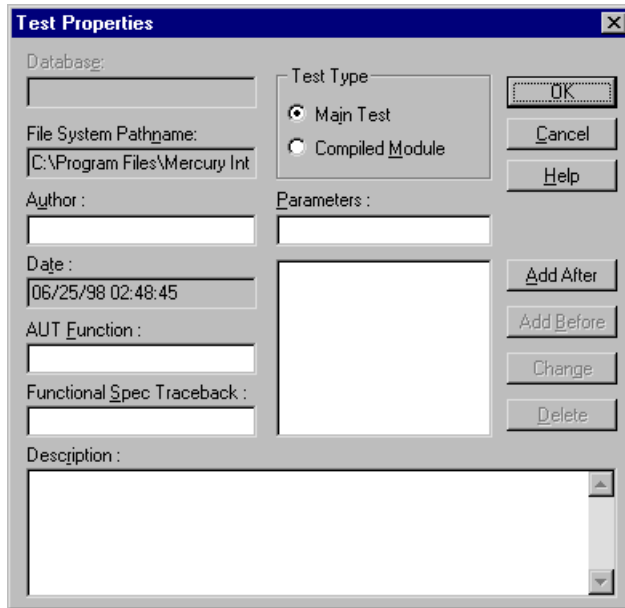 Test Properties
Database:
File System Pathname:
C:\Program Files\Mercury Int
Author :
Date :
06/25/98 02:48:45
AUT Function :
Functional Spec Traceback :
Test Type
Main Test
Compiled Module
Parameters :
OK
Cancel
Help
Add After
Add Before
Change
Delete
Description :